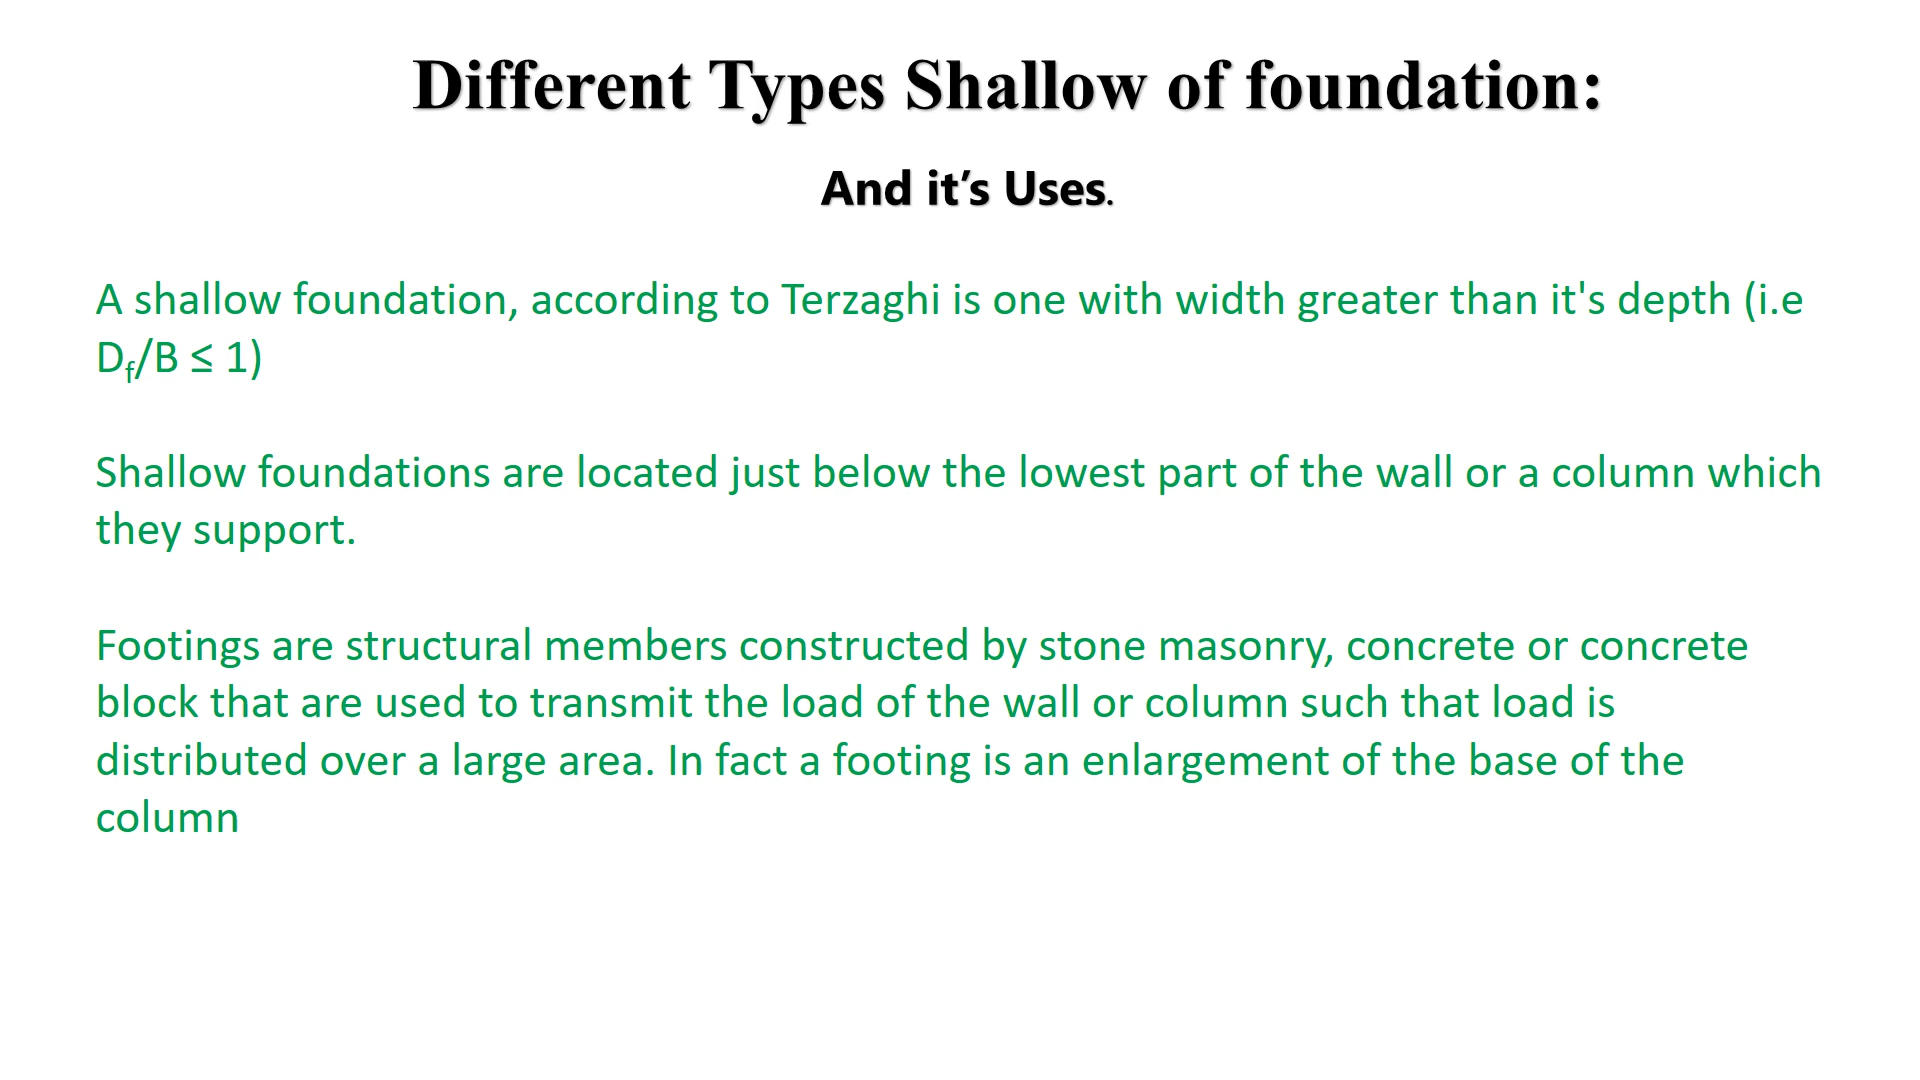 Different Types Shallow of foundation:
And it’s Uses.
A shallow foundation, according to Terzaghi is one with width greater than it's depth (i.e
Df/B ≤ 1)
Shallow foundations are located just below the lowest part of the wall or a column which
they support.
Footings are structural members constructed by stone masonry, concrete or concrete
block that are used to transmit the load of the wall or column such that load is
distributed over a large area. In fact a footing is an enlargement of the base of the
column